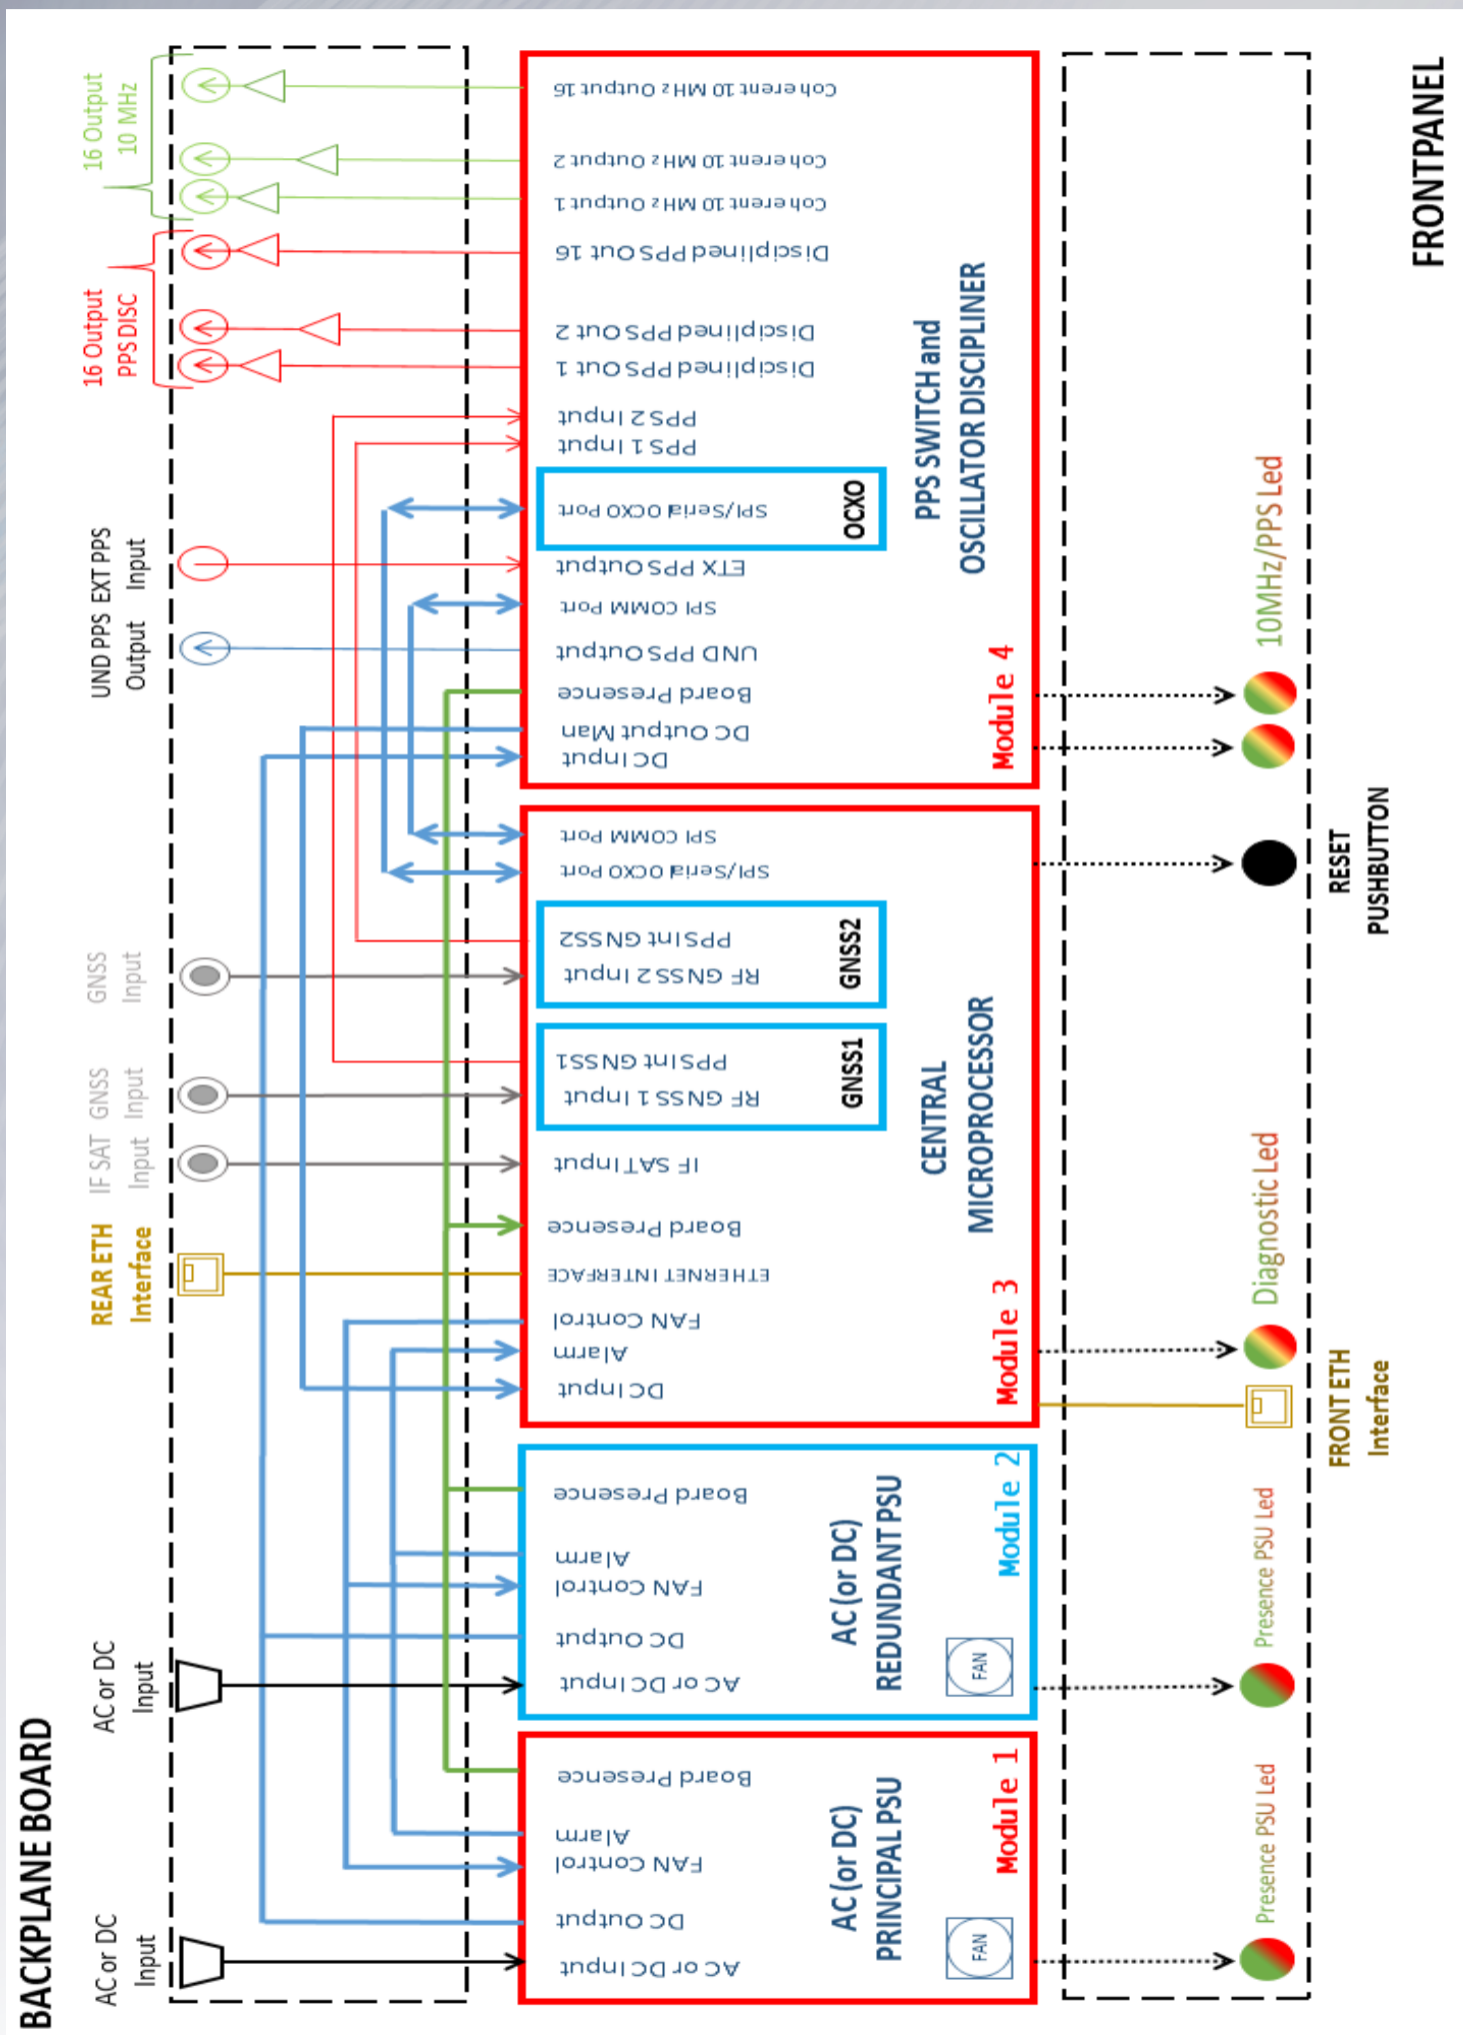 BACKPLANE BOARD
AC or DC
Input
AC or DC
Input
REAR ETH
Interface
IF SAT
Input
GNSS
Input
GNSS
Input
UND PPS
Output
EXT PPS
Input
16 Output
PPS DISC
16 Output
10 MHz
AC or DC Input
DC Output
FAN Control
Alarm
Board Presence
AC (or DC)
PRINCIPAL PSU
FAN
Module 1
AC or DC Input
DC Output
FAN Control
Alarm
Board Presence
AC (or DC)
REDUNDANT PSU
FAN
Module 2
DC Input
Alarm
FAN Control
ETHERNET INTERFACE
Board Presence
IF SAT Input
RF GNSS 1 Input
PPS Int GNSS1
GNSS1
RF GNSS 2 Input
PPS Int GNSS2
GNSS2
SPI/Serial OCXO Port
SPI COMM Port
CENTRAL
MICROPROCESSOR
Module 3
DC Input
DC Output Man
Board Presence
UND PPS Output
SPI COMM Port
ETX PPS Output
SPI/Serial OCXO Port
OCXO
PPS 1 Input
PPS 2 Input
Disciplined PPS Out 1
Disciplined PPS Out 2
Disciplined PPS Out 16
Coherent 10 MHz Output 1
Coherent 10 MHz Output 2
Coherent 10 MHz Output 16
PPS SWITCH and
OSCILLATOR DISCIPLINER
Module 4
Presence PSU Led
Presence PSU Led
Diagnostic Led
10MHz/PPS Led
FRONT ETH
Interface
RESET
PUSHBUTTON
FRONTPANEL